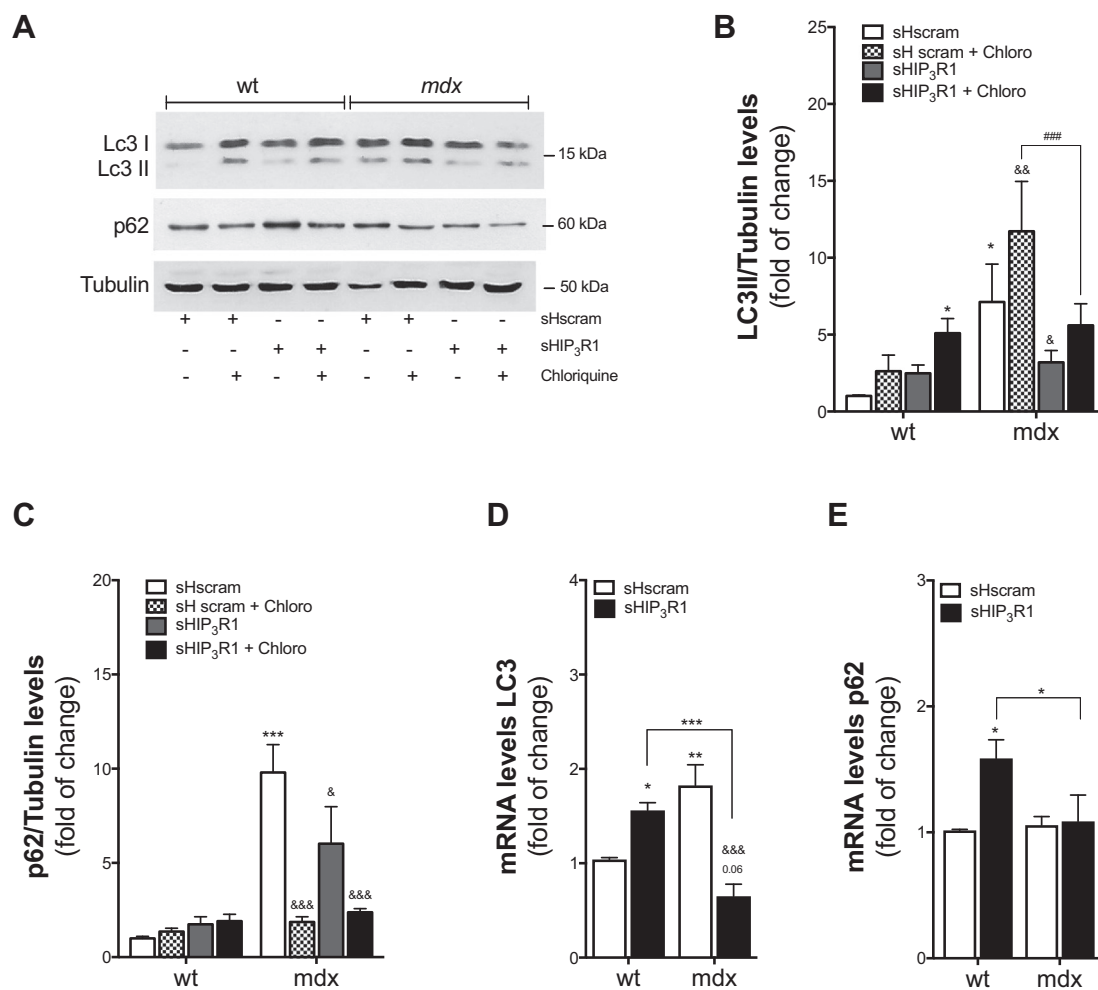 A
wt mdx
Lc3 I
Lc3 II
15 kDa
p62
60 kDa
Tubulin
50 kDa
+ + - - + + - - sHscram
- - + + - - + + sHIP3R1
- + - + - + - + Chloriquine
B
LC3II/Tubulin levels
(fold of change)
25
20
15
10
5
0
sHscram
sH scram + Chloro
sHIP3R1
sHIP3R1 + Chloro
###
&&
*
*
&
wt mdx
C
p62/Tubulin levels
(fold of change)
20
15
10
5
0
sHscram
sH scram + Chloro
sHIP3R1
sHIP3R1 + Chloro
***
&
&&& &&&
wt mdx
D
mRNA levels LC3
(fold of change)
4
3
2
1
0
sHscram
sHIP3R1
***
**
*
&&&
0.06
wt mdx
E
mRNA levels p62
(fold of change)
3
2
1
0
sHscram
sHIP3R1
*
*
wt mdx